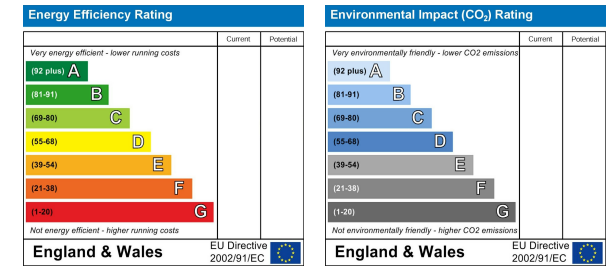 Energy Efficiency Rating
Current Potential
Very energy efficient - lower running costs
(92 plus) A
(81-91) B
(69-80) C
(55-68) D
(39-54) E
(21-38) F
(1-20) G
Not energy efficient - higher running costs
England & Wales
EU Directive
2002/91/EC
Environmental Impact (CO₂) Rating
Current Potential
Very environmentally friendly - lower CO2 emissions
(92 plus) A
(81-91) B
(69-80) C
(55-68) D
(39-54) E
(21-38) F
(1-20) G
Not environmentally friendly - higher CO2 emissions
England & Wales
EU Directive
2002/91/EC